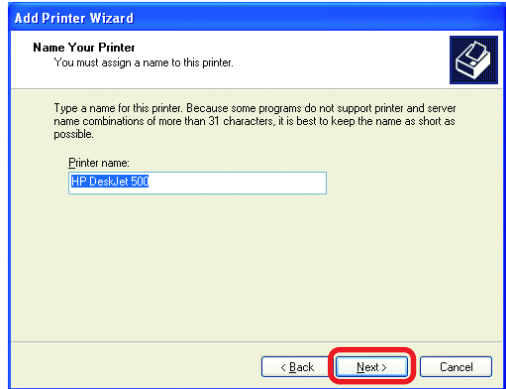 Add Printer Wizard
Name Your Printer
You must assign a name to this printer.
Type a name for this printer. Because some programs do not support printer and server
name combinations of more than 31 characters, it is best to keep the name as short as
possible.
Printer name:
HP DeskJet 500
< Back
Next >
Cancel